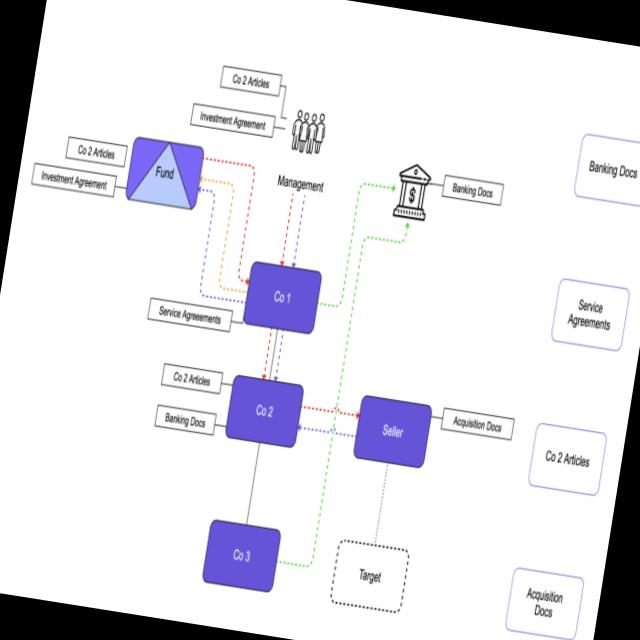 Co 2 Articles
Investment Agreement
Co 2 Articles
Investment Agreement
Fund
Management
Banking Docs
Banking Docs
$
Co 1
Service Agreeements
Service
Agreements
Co 2 Articles
Banking Docs
Co 2
Seller
Acquisition Docs
Co 2 Articles
Co 3
Target
Acquisition
Docs